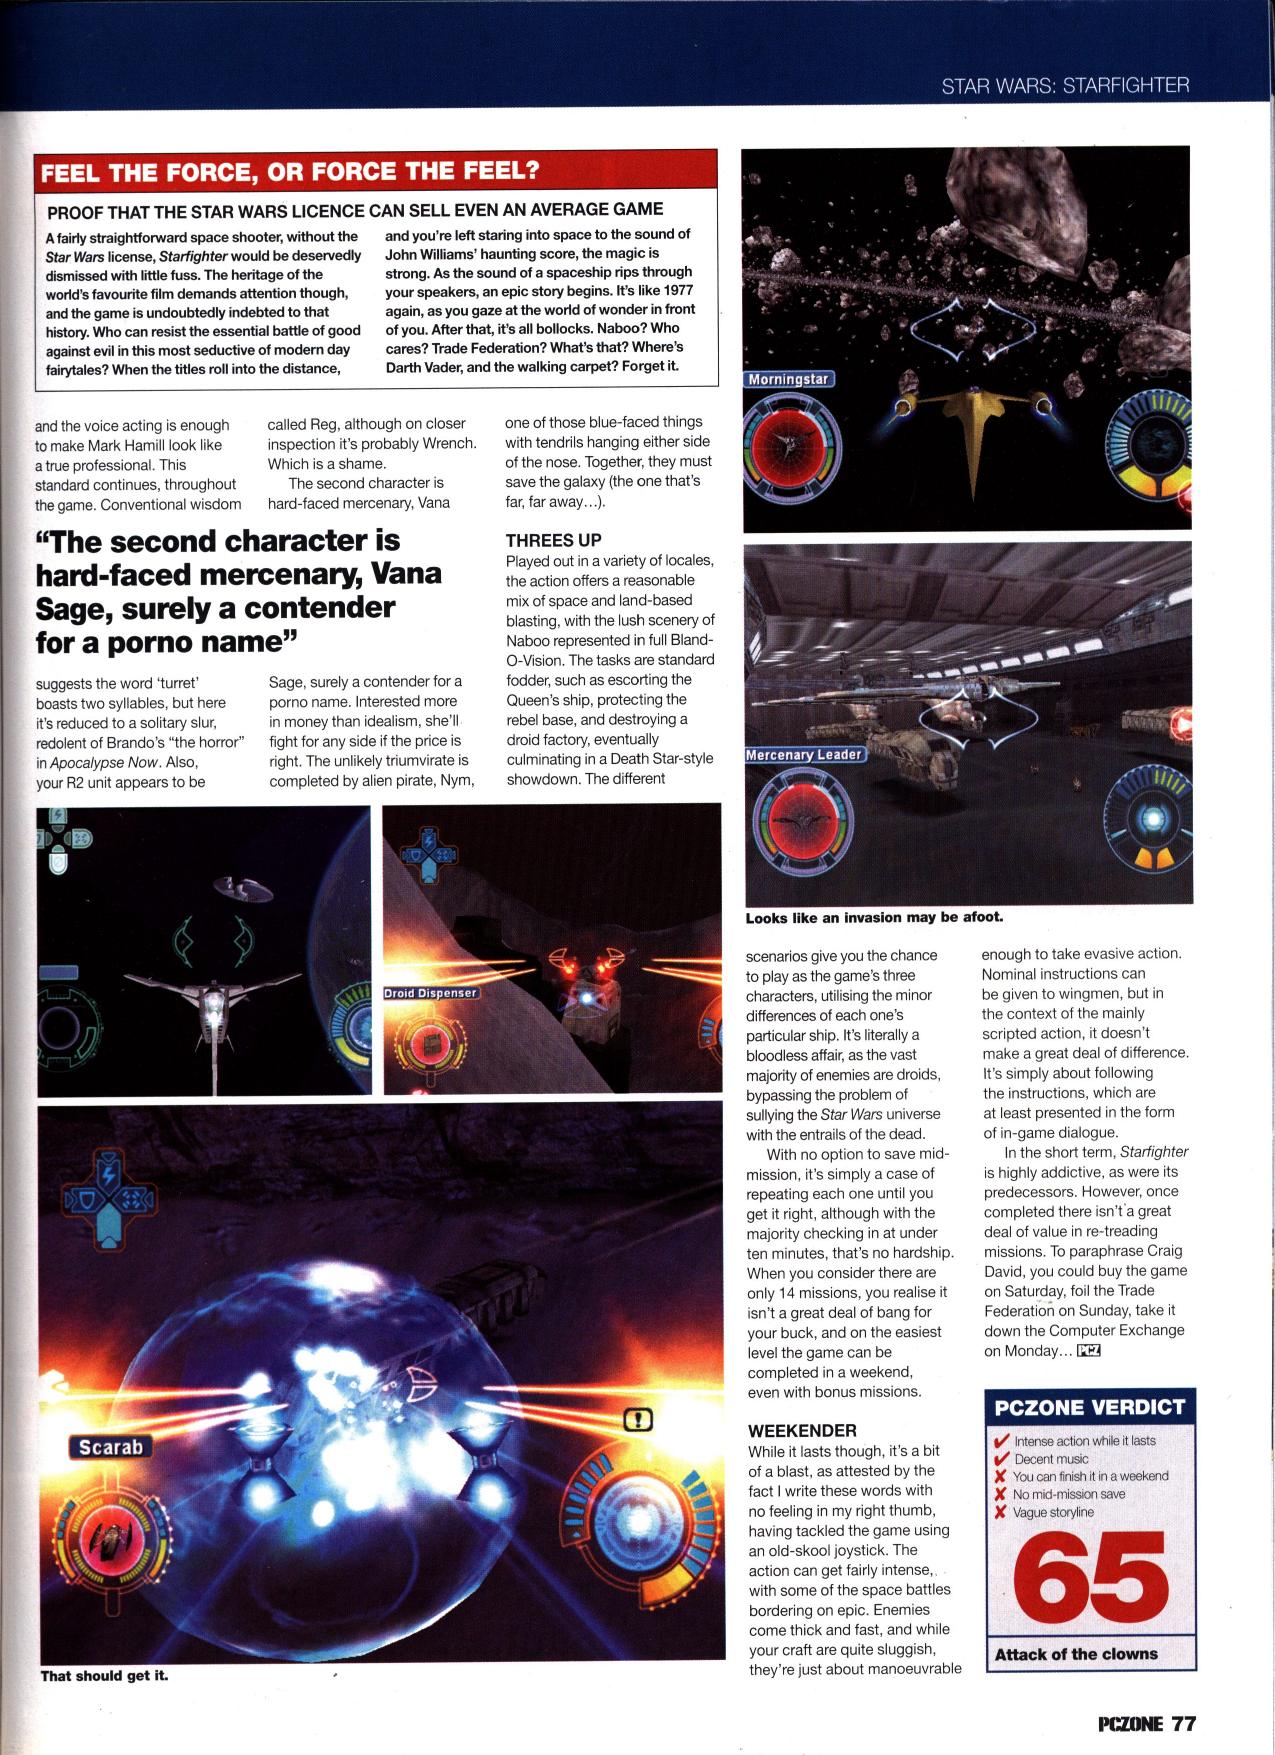 STAR WARS: STARFIGHTER
FEEL THE FORCE, OR FORCE THE FEEL?
PROOF THAT THE STAR WARS LICENCE CAN SELL EVEN AN AVERAGE GAME
A fairly straightforward space shooter, without the
Star Wars license, Starfighter would be deservedly
dismissed with little fuss. The heritage of the
world's favourite film demands attention though,
and the game is undoubtedly indebted to that
history. Who can resist the essential battle of good
against evil in this most seductive of modern day
fairytales? When the titles roll into the distance,
and you're left staring into space to the sound of
John Williams' haunting score, the magic is
strong. As the sound of a spaceship rips through
your speakers, an epic story begins. It's like 1977
again, as you gaze at the world of wonder in front
of you. After that, it's all bollocks. Naboo? Who
cares? Trade Federation? What's that? Where's
Darth Vader, and the walking carpet? Forget it.
and the voice acting is enough
to make Mark Hamill look like
a true professional. This
standard continues, throughout
the game. Conventional wisdom
"The second character is
hard-faced mercenary, Vana
Sage, surely a contender
for a porno name"
suggests the word 'turret'
boasts two syllables, but here
it's reduced to a solitary slur,
redolent of Brando's "the horror"
in Apocalypse Now. Also,
your R2 unit appears to be
called Reg, although on closer
inspection it's probably Wrench.
Which is a shame.
The second character is
hard-faced mercenary, Vana
Sage, surely a contender for a
porno name. Interested more
in money than idealism, she'll
fight for any side if the price is
right. The unlikely triumvirate is
completed by alien pirate, Nym,
one of those blue-faced things
with tendrils hanging either side
of the nose. Together, they must
save the galaxy (the one that's
far, far away...).
THREES UP
Played out in a variety of locales,
the action offers a reasonable
mix of space and land-based
blasting, with the lush scenery of
Naboo represented in full Bland-
O-Vision. The tasks are standard
fodder, such as escorting the
Queen's ship, protecting the
rebel base, and destroying a
droid factory, eventually
culminating in a Death Star-style
showdown. The different
Morningstar
Mercenary Leader
Looks like an invasion may be afoot.
Droid Dispenser
Scarab
That should get it.
scenarios give you the chance
to play as the game's three
characters, utilising the minor
differences of each one's
particular ship. It's literally a
bloodless affair, as the vast
majority of enemies are droids,
bypassing the problem of
sullying the Star Wars universe
with the entrails of the dead.
With no option to save mid-
mission, it's simply a case of
repeating each one until you
get it right, although with the
majority checking in at under
ten minutes, that's no hardship.
When you consider there are
only 14 missions, you realise it
isn't a great deal of bang for
your buck, and on the easiest
level the game can be
completed in a weekend,
even with bonus missions.
WEEKENDER
While it lasts though, it's a bit
of a blast, as attested by the
fact I write these words with
no feeling in my right thumb,
having tackled the game using
an old-skool joystick. The
action can get fairly intense,
with some of the space battles
bordering on epic. Enemies
come thick and fast, and while
your craft are quite sluggish,
they're just about manoeuvrable
enough to take evasive action.
Nominal instructions can
be given to wingmen, but in
the context of the mainly
scripted action, it doesn't
make a great deal of difference.
It's simply about following
the instructions, which are
at least presented in the form
of in-game dialogue.
In the short term, Starfighter
is highly addictive, as were its
predecessors. However, once
completed there isn't a great
deal of value in re-treading
missions. To paraphrase Craig
David, you could buy the game
on Saturday, foil the Trade
Federation on Sunday, take it
down the Computer Exchange
on Monday... PCZ
PCZONE VERDICT
✓ Intense action while it lasts
✓ Decent music
✗ You can finish it in a weekend
✗ No mid-mission save
✗ Vague storyline
65
Attack of the clowns
PCZONE 77